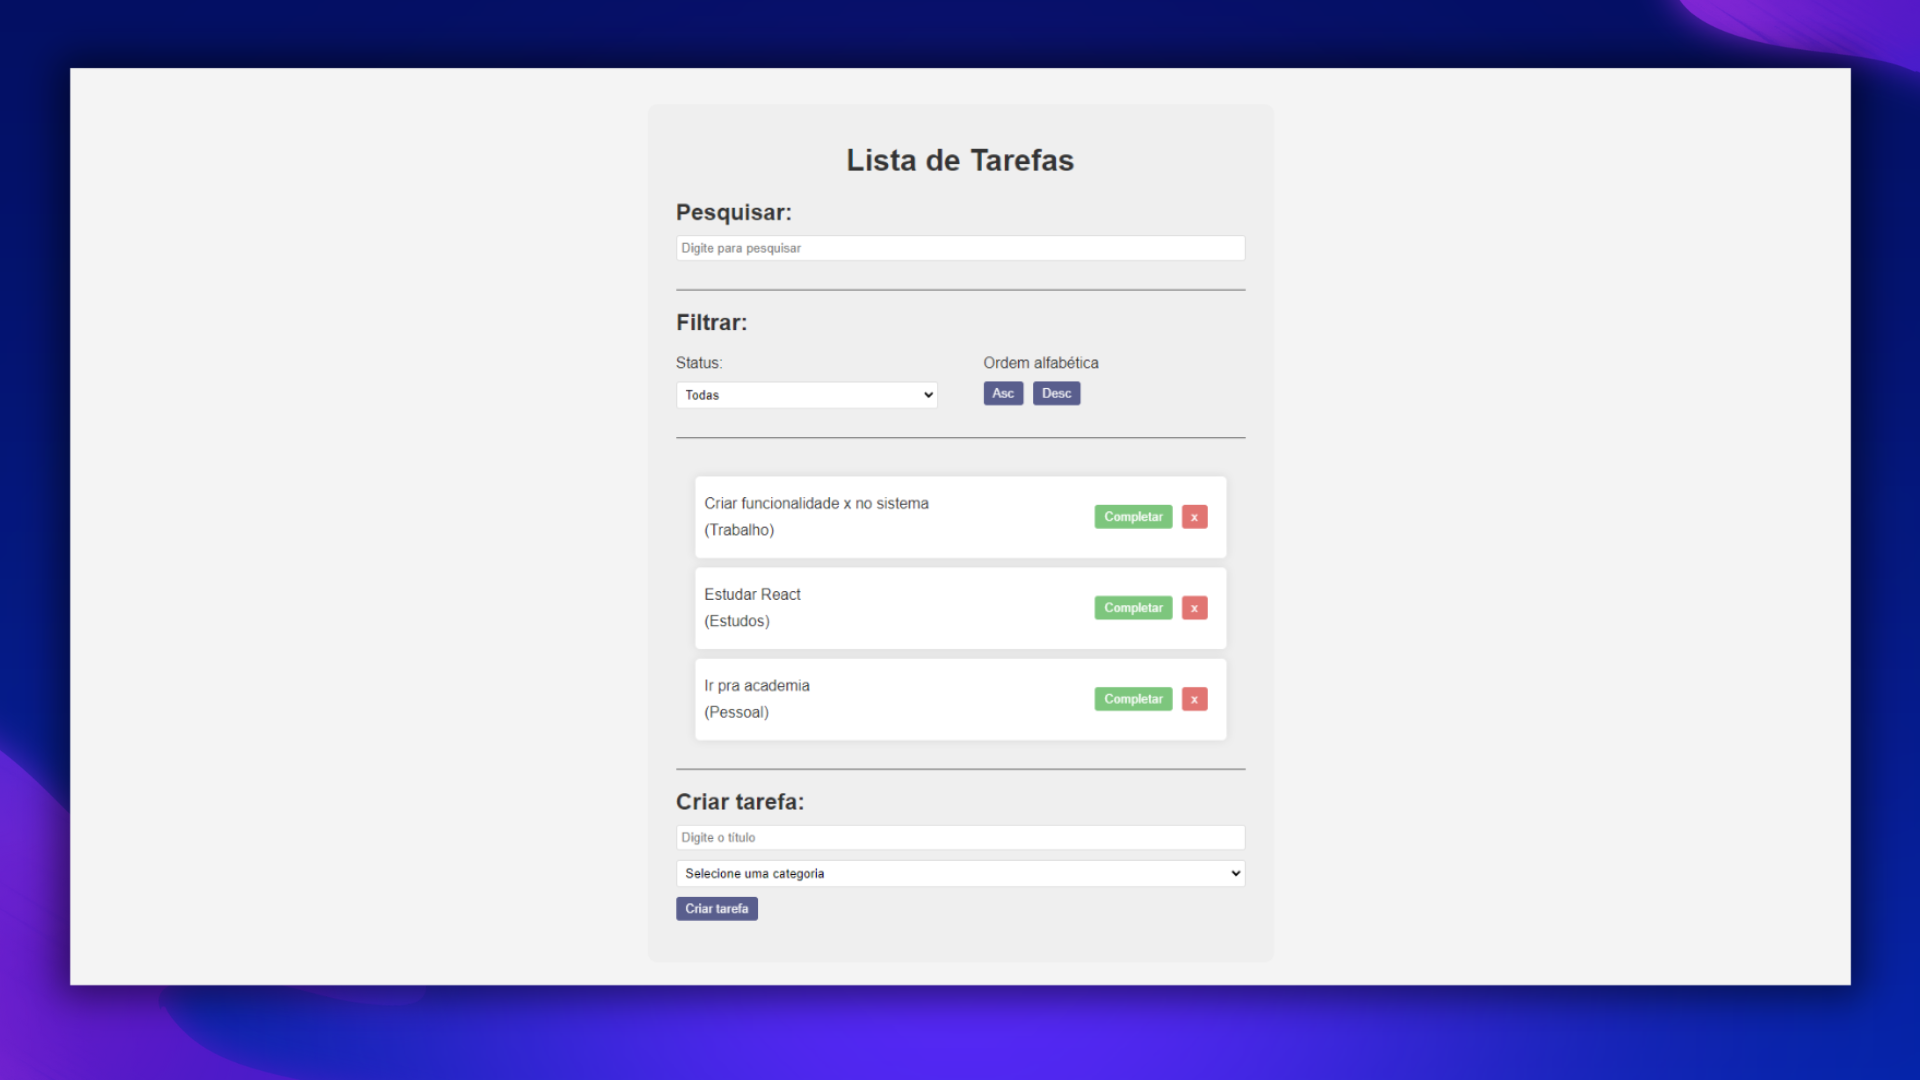 Lista de Tarefas
Pesquisar:
Digite para pesquisar
Filtrar:
Status:
Todas
Ordem alfabética
Asc Desc
Criar funcionalidade x no sistema
(Trabalho)
Completar x
Estudar React
(Estudos)
Completar x
Ir pra academia
(Pessoal)
Completar x
Criar tarefa:
Digite o título
Selecione uma categoria
Criar tarefa